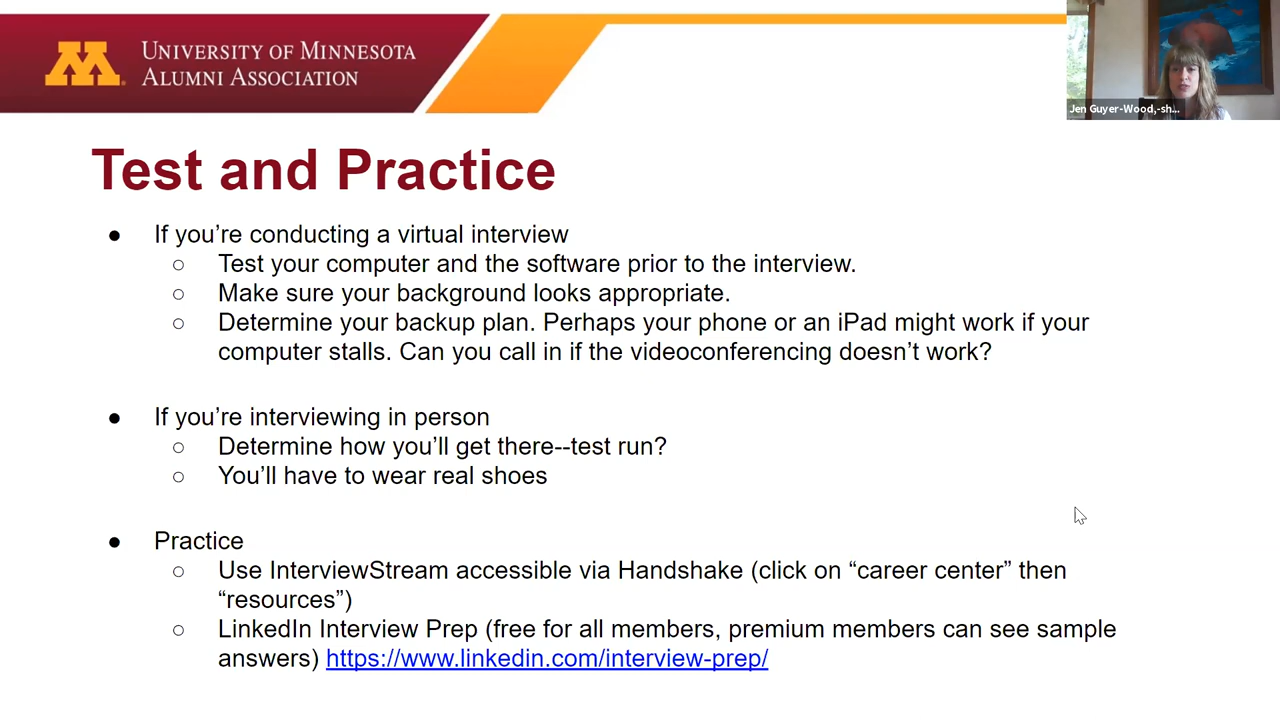 UNIVERSITY OF MINNESOTA
ALUMNI ASSOCIATION
Jen Guyer-Wood,-sh...
Test and Practice
● If you’re conducting a virtual interview
○ Test your computer and the software prior to the interview.
○ Make sure your background looks appropriate.
○ Determine your backup plan. Perhaps your phone or an iPad might work if your
computer stalls. Can you call in if the videoconferencing doesn’t work?
● If you’re interviewing in person
○ Determine how you’ll get there--test run?
○ You’ll have to wear real shoes
● Practice
○ Use InterviewStream accessible via Handshake (click on “career center” then
“resources”)
○ LinkedIn Interview Prep (free for all members, premium members can see sample
answers) https://www.linkedin.com/interview-prep/